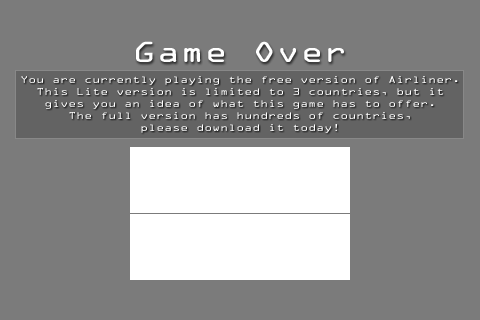 Game Over
You are currently playing the free version of Airliner.
This Lite version is limited to 3 countries, but it
gives you an idea of what this game has to offer.
The full version has hundreds of countries,
please download it today!